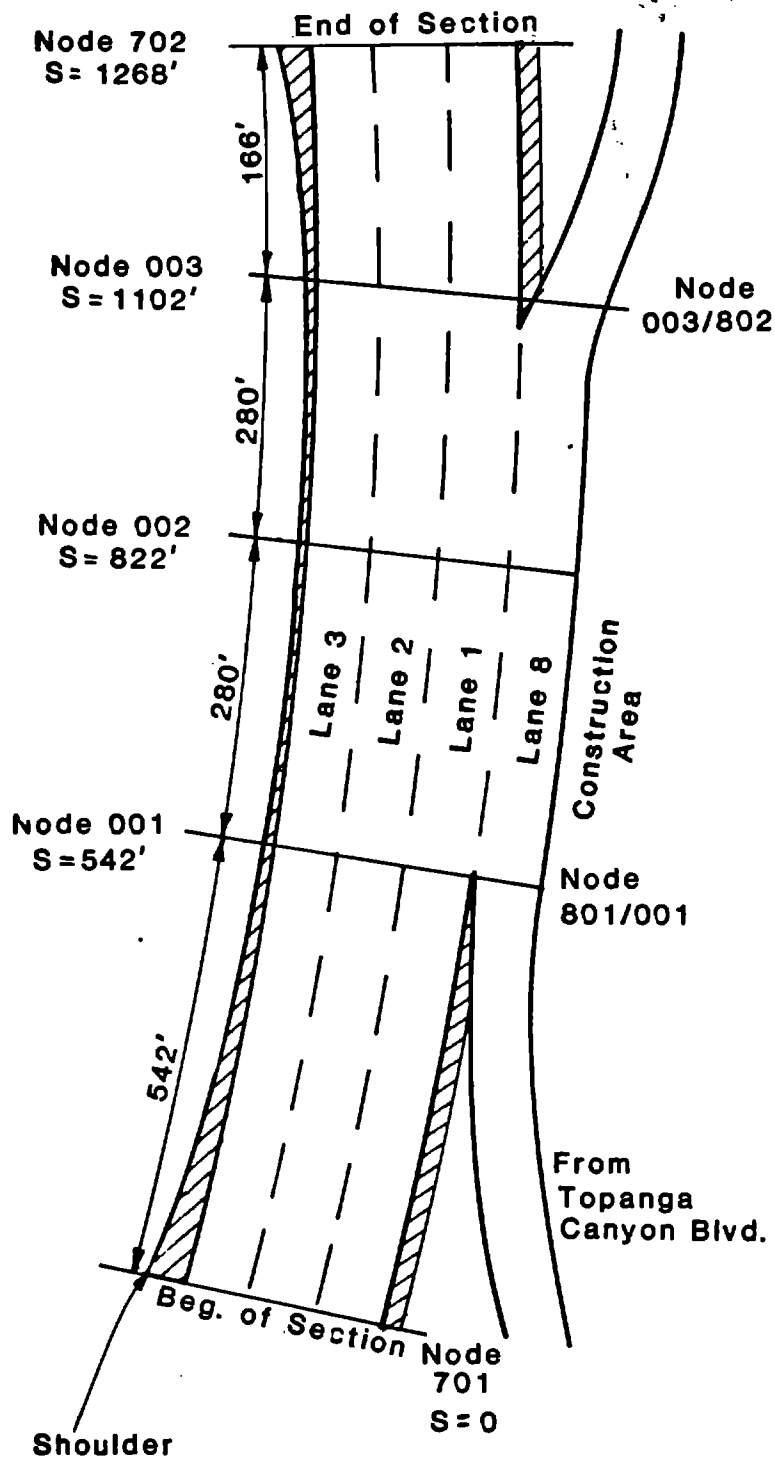 End of Section
Node 702
S= 1268'
166'
Node 003
S= 1102'
Node
003/802
280'
Node 002
S= 822'
Lane 3
Lane 2
Lane 1
Lane 8
Construction
Area
280'
Node 001
S=542'
Node
801/001
542'
From
Topanga
Canyon Blvd.
Beg. of Section
Node
701
S=0
Shoulder